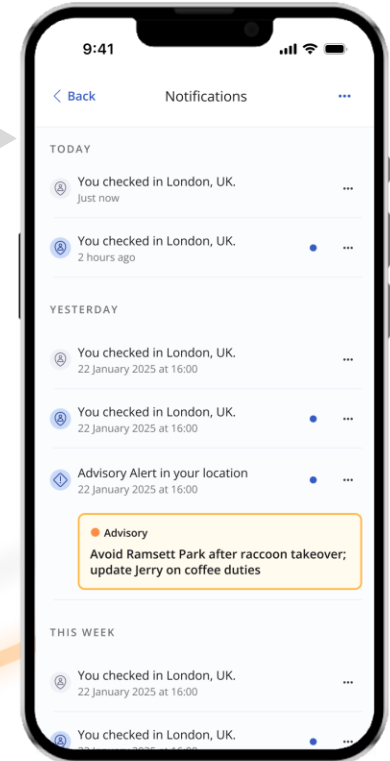 9:41
Back Notifications ...
TODAY
You checked in London, UK.
Just now
You checked in London, UK.
2 hours ago
YESTERDAY
You checked in London, UK.
22 January 2025 at 16:00
You checked in London, UK.
22 January 2025 at 16:00
Advisory Alert in your location
22 January 2025 at 16:00
Advisory
Avoid Ramsett Park after raccoon takeover;
update Jerry on coffee duties
THIS WEEK
You checked in London, UK.
22 January 2025 at 16:00
You checked in London, UK.